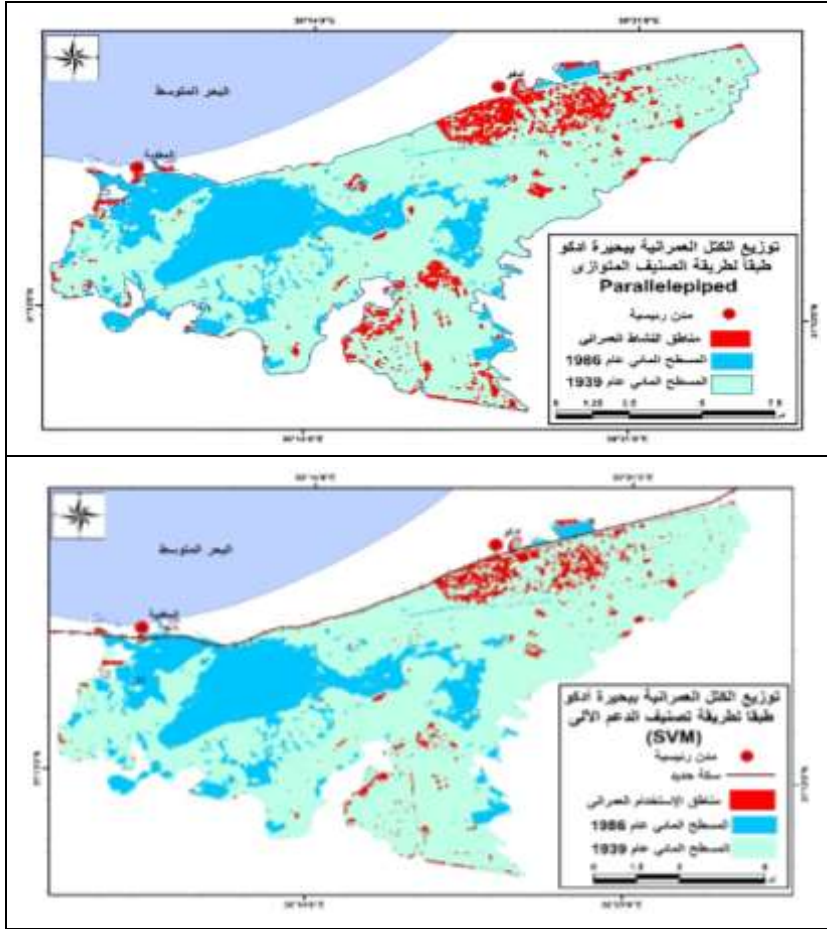 البحر المتوسط
ادكو
المعدية
توزيع الكتل العمرانية ببحيرة ادكو
طبقاً لطريقة الصنيف المتوازى
Parallelepiped
مدن رئيسية
مناطق النشاط العمرانى
المسطح المائى عام 1986
المسطح المائى عام 1939
البحر المتوسط
ادكو
المعدية
توزيع الكتل العمرانية ببحيرة ادكو
طبقا لطريقة تصنيف الدعم الآلى
(SVM)
مدن رئيسية
سكة حديد
مناطق الإستخدام العمرانى
المسطح المائى عام 1986
المسطح المائى عام 1939